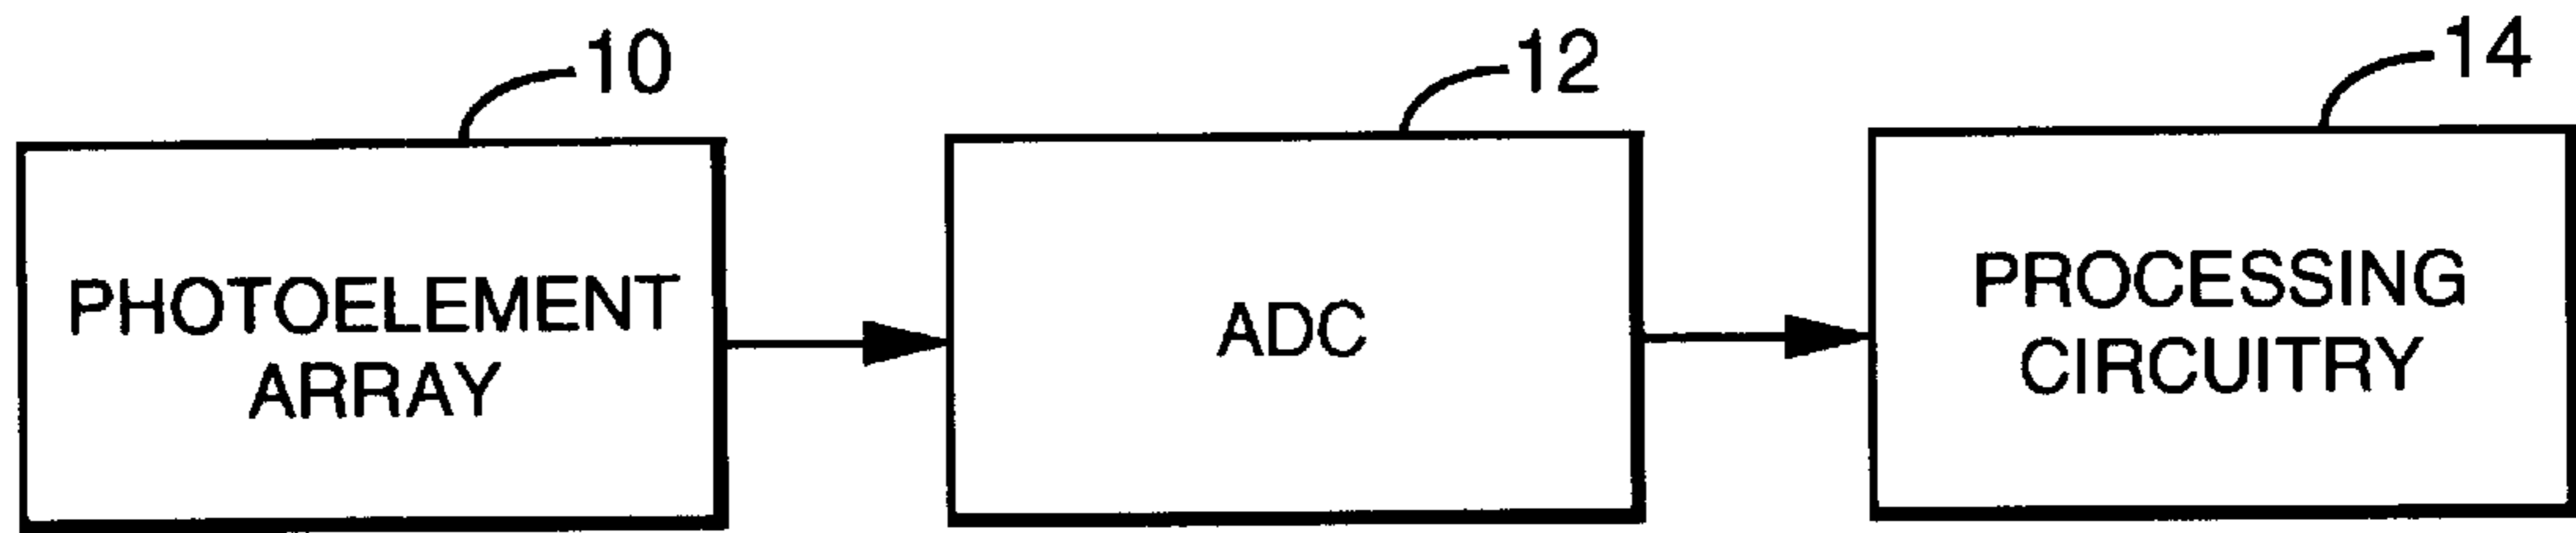 10
12
14
PHOTOELEMENT
ARRAY
ADC
PROCESSING
CIRCUITRY